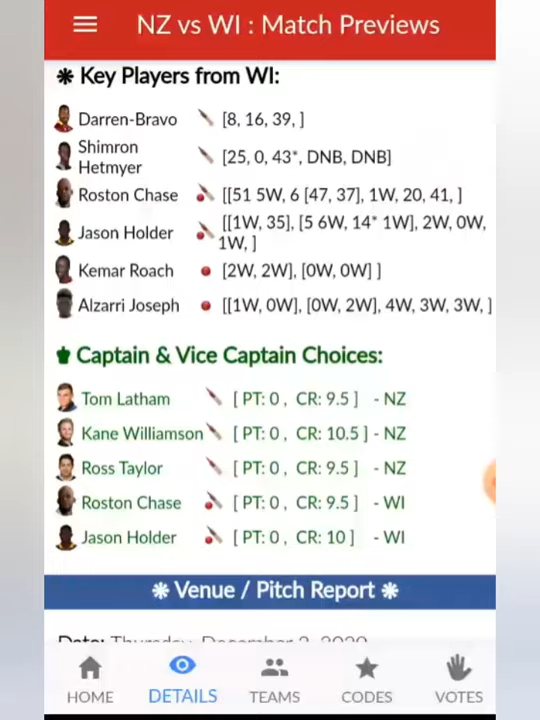 NZ vs WI : Match Previews
❋ Key Players from WI:
Darren-Bravo [8, 16, 39, ]
Shimron Hetmyer [25, 0, 43*, DNB, DNB]
Roston Chase [[51 5W, 6 [47, 37], 1W, 20, 41, ]
Jason Holder [[1W, 35], [5 6W, 14* 1W], 2W, 0W,
1W, ]
Kemar Roach [2W, 2W], [0W, 0W] ]
Alzarri Joseph [[1W, 0W], [0W, 2W], 4W, 3W, 3W, ]
Captain & Vice Captain Choices:
Tom Latham [ PT: 0 , CR: 9.5 ] - NZ
Kane Williamson [ PT: 0 , CR: 10.5 ] - NZ
Ross Taylor [ PT: 0 , CR: 9.5 ] - NZ
Roston Chase [ PT: 0 , CR: 9.5 ] - WI
Jason Holder [ PT: 0 , CR: 10 ] - WI
❋ Venue / Pitch Report ❋
Date: Thursday, December 3, 2020
HOME DETAILS TEAMS CODES VOTES